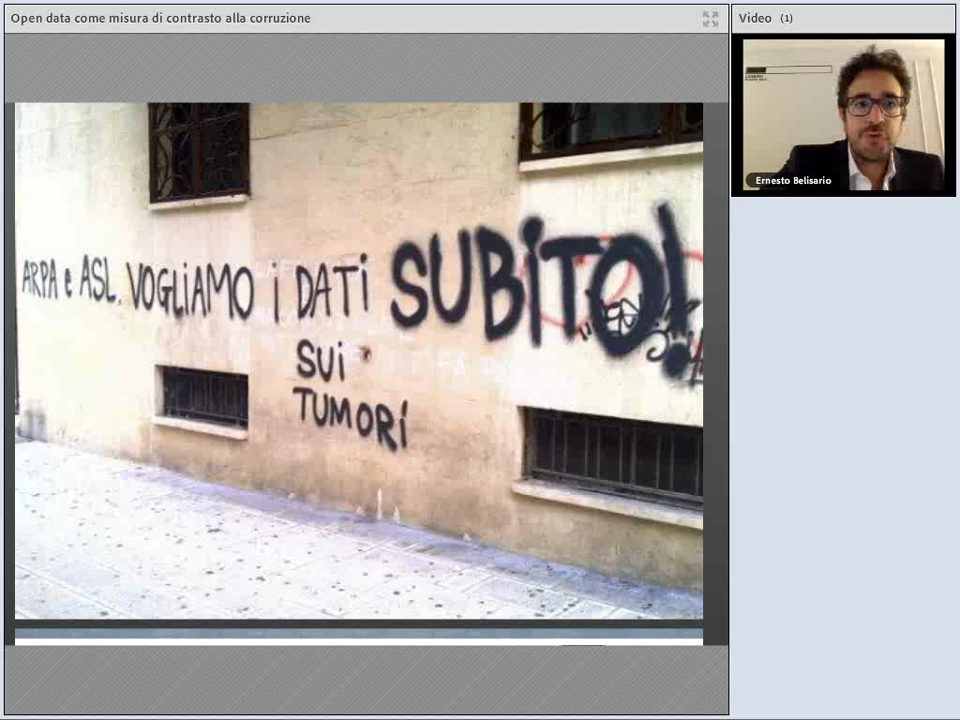 Open data come misura di contrasto alla corruzione
Video (1)
Ernesto Belisario
ARPA e ASL. VOGLiAMO i DATi SUBiTO!
SUi
TUMORi